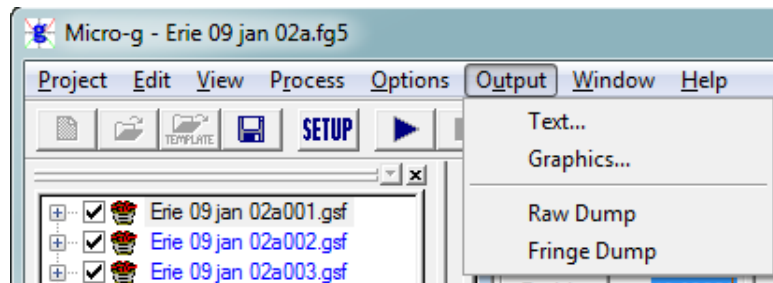 Micro-g - Erie 09 jan 02a.fg5
Project Edit View Process Options Output Window Help
TEMPLATE SETUP
Text...
Graphics...
Raw Dump
Fringe Dump
Erie 09 jan 02a001.gsf
Erie 09 jan 02a002.gsf
Erie 09 jan 02a003.gsf